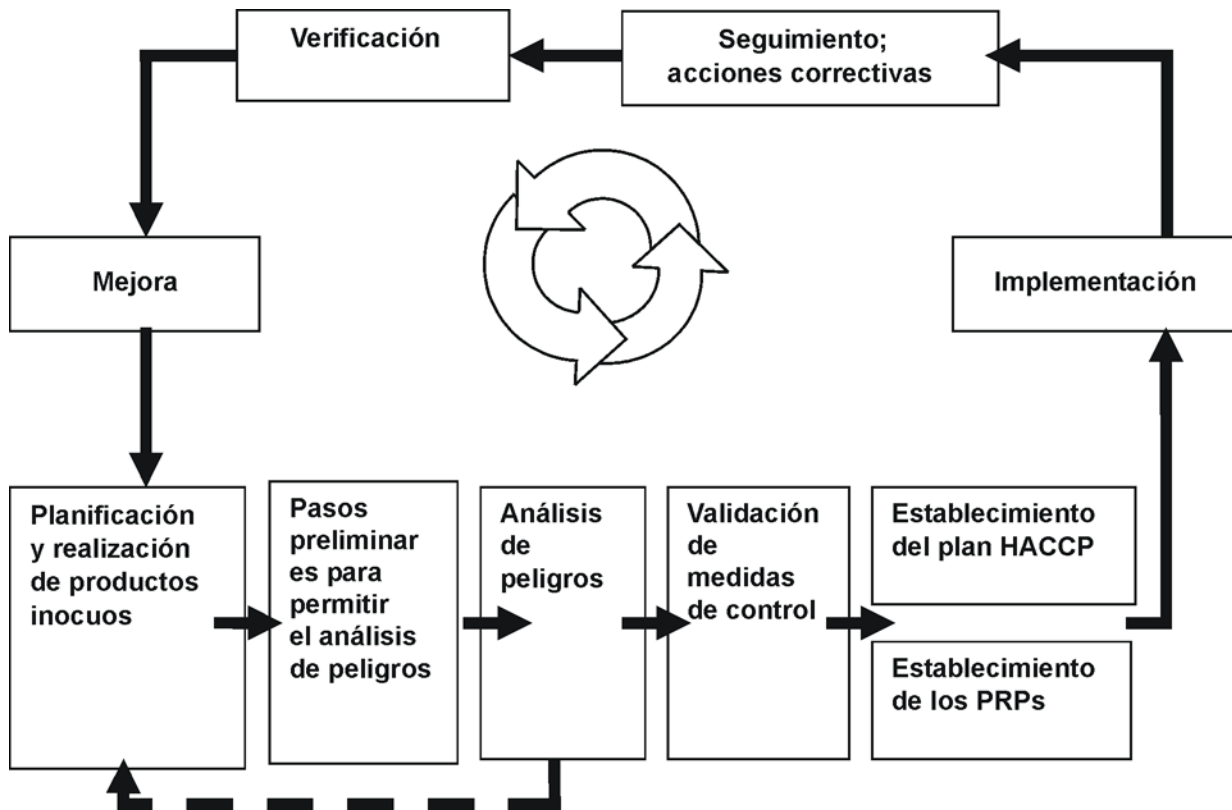 Verificación
Seguimiento;
acciones correctivas
Mejora
Implementación
Planificación
y realización
de productos
inocuos
Pasos
preliminar
es para
permitir
el análisis
de peligros
Análisis
de
peligros
Validación
de
medidas
de control
Establecimiento
del plan HACCP
Establecimiento
de los PRPs